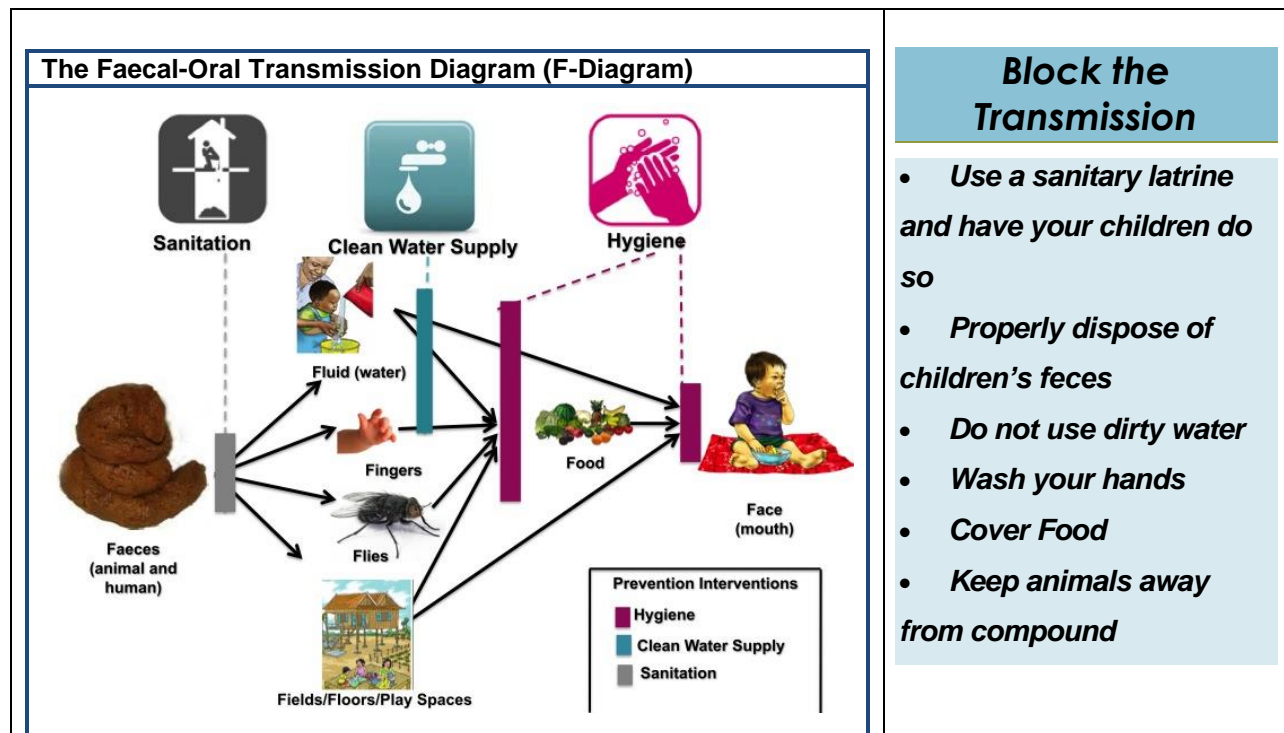 The Faecal-Oral Transmission Diagram (F-Diagram)
Sanitation
Clean Water Supply
Hygiene
Fluid (water)
Fingers
Flies
Fields/Floors/Play Spaces
Faeces
(animal and
human)
Food
Face
(mouth)
Prevention Interventions
Hygiene
Clean Water Supply
Sanitation
Block the
Transmission
• Use a sanitary latrine
and have your children do
so
• Properly dispose of
children’s feces
• Do not use dirty water
• Wash your hands
• Cover Food
• Keep animals away
from compound